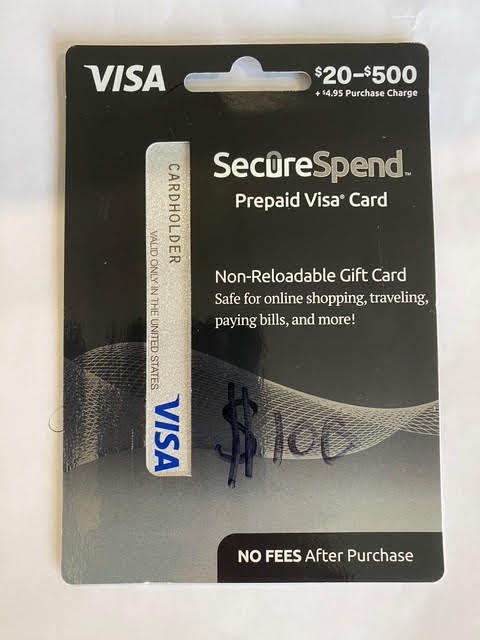 VISA
$20–$500
+ $4.95 Purchase Charge
SecureSpend™
Prepaid Visa® Card
CARDHOLDER
VALID ONLY IN THE UNITED STATES
VISA
Non-Reloadable Gift Card
Safe for online shopping, traveling,
paying bills, and more!
$100
NO FEES After Purchase